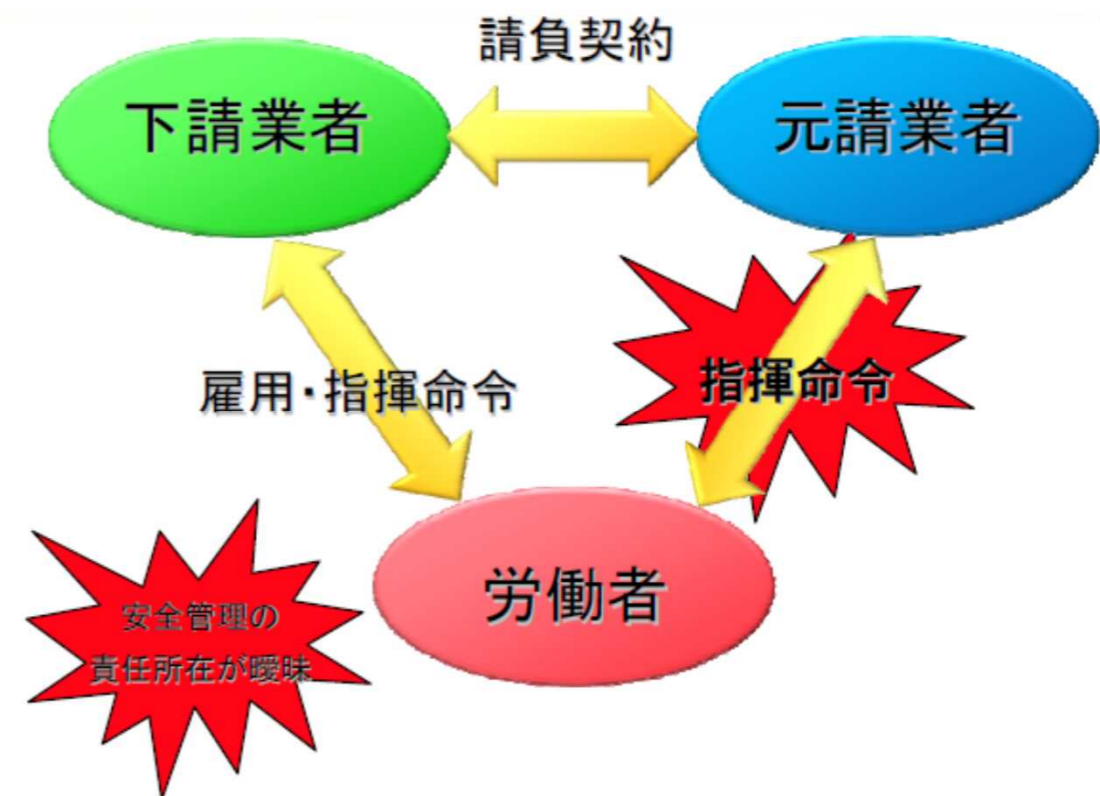 請負契約
下請業者
元請業者
雇用・指揮命令
指揮命令
労働者
安全管理の
責任所在が曖昧